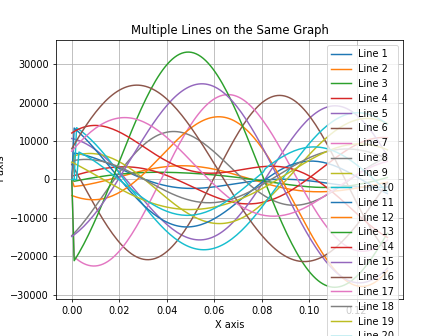 Multiple Lines on the Same Graph
30000
20000
10000
0
−10000
−20000
−30000
0.00
0.02
0.04
0.06
0.08
0.10
X axis
axis
Line 1
Line 2
Line 3
Line 4
Line 5
Line 6
Line 7
Line 8
Line 9
Line 10
Line 11
Line 12
Line 13
Line 14
Line 15
Line 16
Line 17
Line 18
Line 19
Line 20